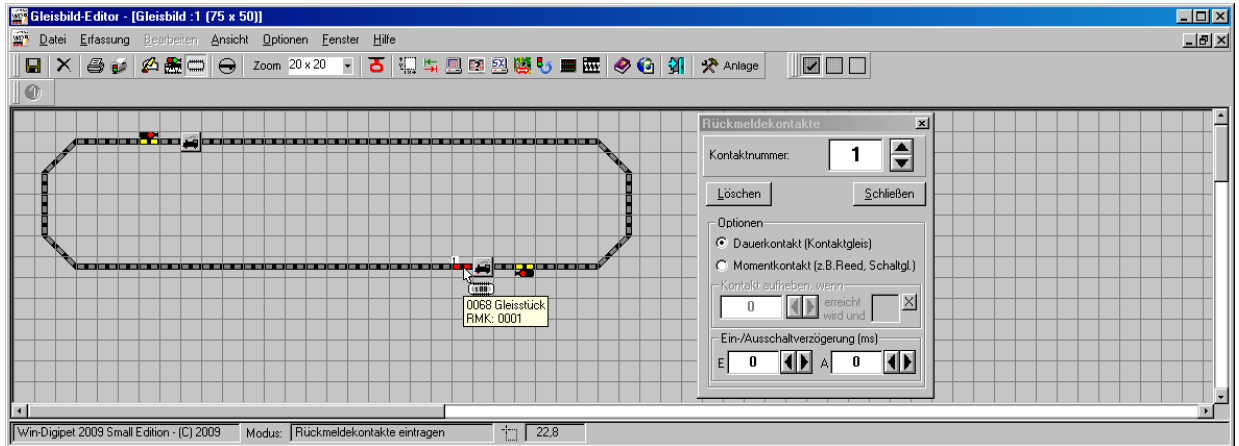 Gleisbild-Editor - [Gleisbild :1 (75 x 50)]
Datei Erfassung Bearbeiten Ansicht Optionen Fenster Hilfe
Zoom 20 x 20 Anlage
Rückmeldekontakte
Kontaktnummer: 1
Löschen Schließen
Optionen
Dauerkontakt (Kontaktgleis)
Momentkontakt (z.B.Reed, Schaltgl.)
Kontakt aufheben, wenn
0 erreicht
wird und
Ein-/Ausschaltverzögerung (ms)
E 0 A 0
1
0068 Gleisstück
RMK: 0001
Win-Digipet 2009 Small Edition - (C) 2009 Modus: Rückmeldekontakte eintragen 22,8